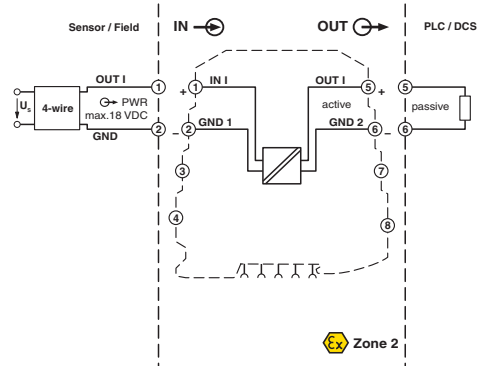 Sensor / Field
IN
OUT
PLC / DCS
OUT I
1
1
IN I
OUT I
5
5
+
+
Us
4-wire
PWR
max.18 VDC
active
passive
GND
2
–
2
GND 1
GND 2
6
–
6
3
7
4
8
Ex Zone 2